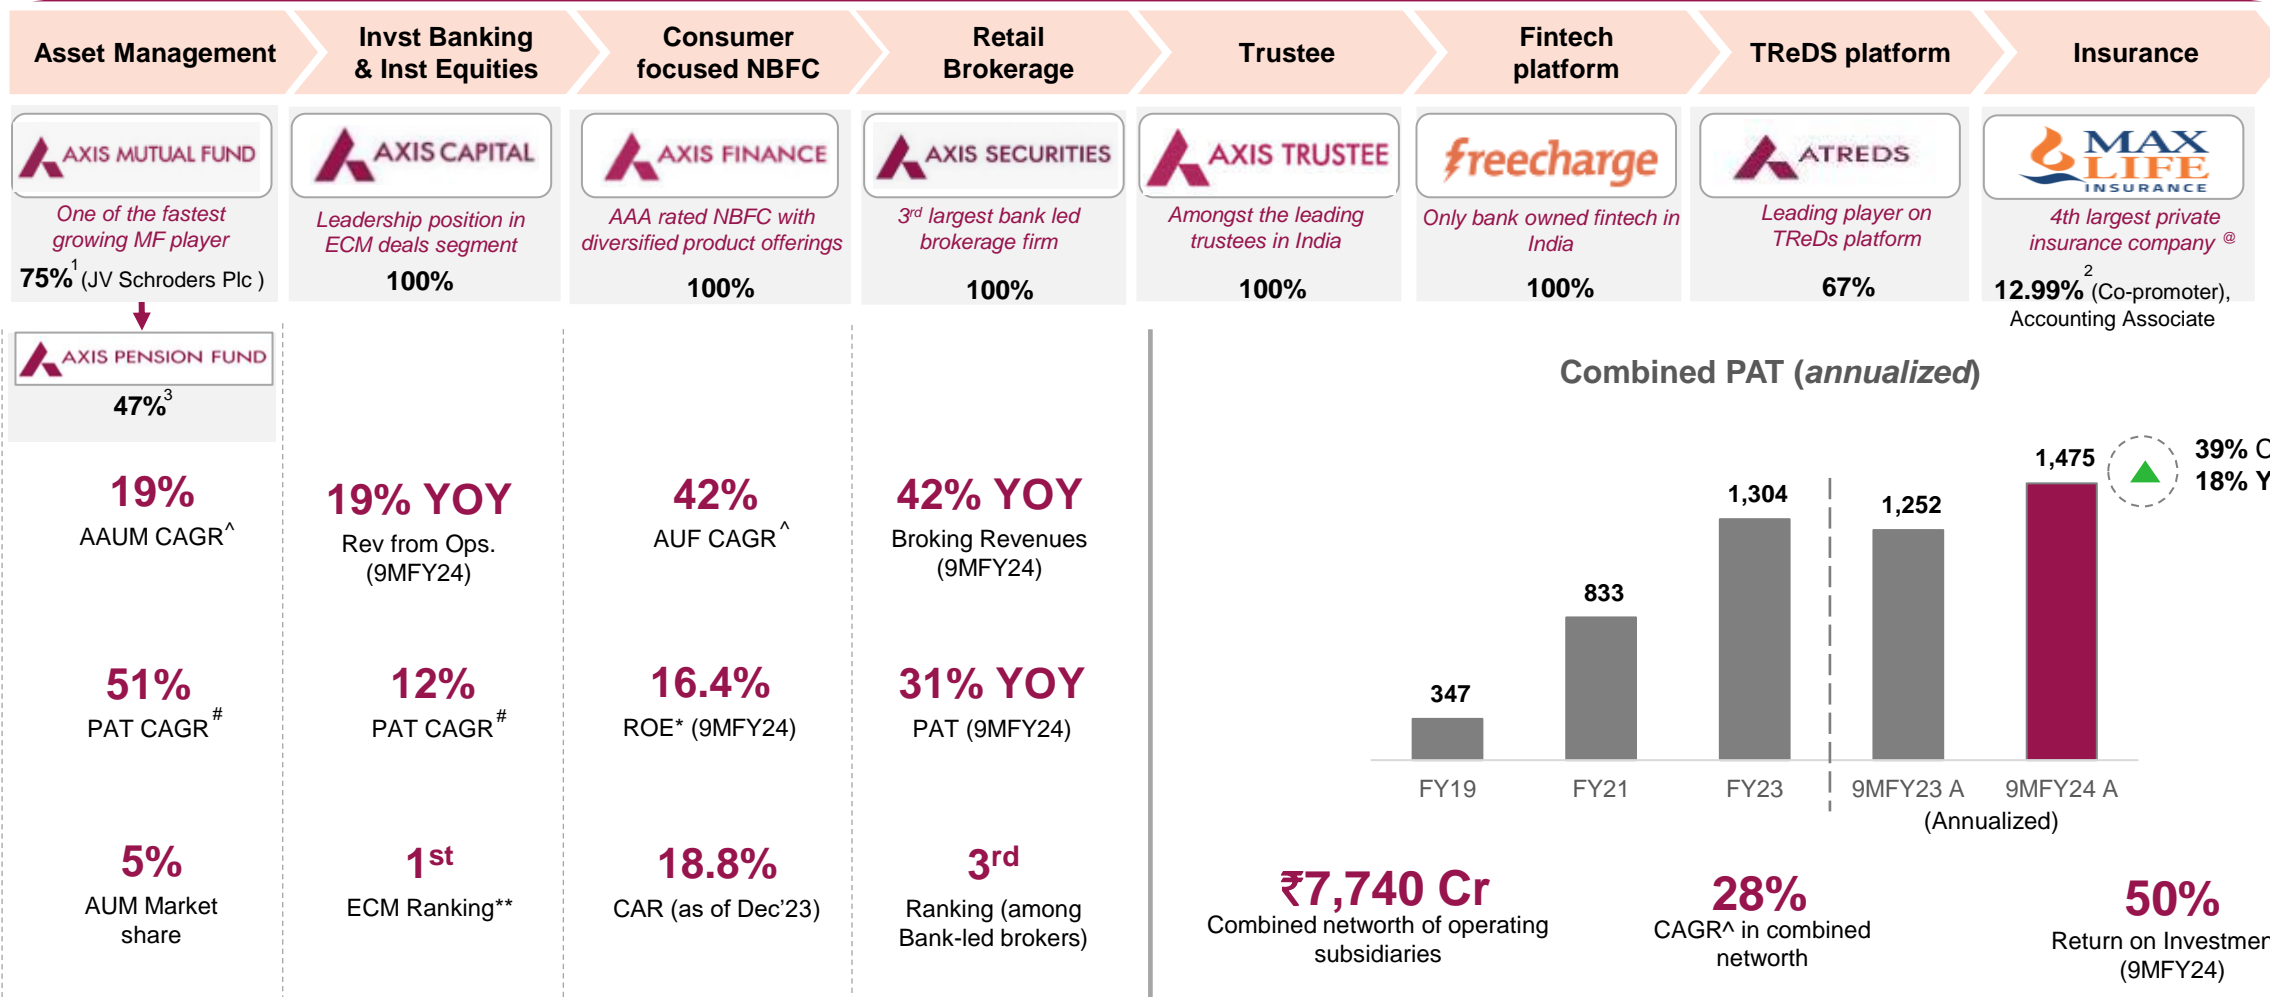 Asset Management
Invst Banking
& Inst Equities
Consumer
focused NBFC
Retail
Brokerage
Trustee
Fintech
platform
TReDS platform
Insurance
AXIS MUTUAL FUND
One of the fastest
growing MF player
75%1 (JV Schroders Plc )
AXIS CAPITAL
Leadership position in
ECM deals segment
100%
AXIS FINANCE
AAA rated NBFC with
diversified product offerings
100%
AXIS SECURITIES
3rd largest bank led
brokerage firm
100%
AXIS TRUSTEE
Amongst the leading
trustees in India
100%
freecharge
Only bank owned fintech in
India
100%
ATREDS
Leading player on
TReDs platform
67%
MAX
LIFE
INSURANCE
4th largest private
insurance company @
12.99%2 (Co-promoter),
Accounting Associate
AXIS PENSION FUND
47%3
19%
AAUM CAGR^
51%
PAT CAGR#
5%
AUM Market
share
19% YOY
Rev from Ops.
(9MFY24)
12%
PAT CAGR#
1st
ECM Ranking**
42%
AUF CAGR^
16.4%
ROE* (9MFY24)
18.8%
CAR (as of Dec'23)
42% YOY
Broking Revenues
(9MFY24)
31% YOY
PAT (9MFY24)
3rd
Ranking (among
Bank-led brokers)
Combined PAT (annualized)
347
833
1,304
1,252
1,475
39%
18% Y
FY19
FY21
FY23
9MFY23 A
9MFY24 A
(Annualized)
₹7,740 Cr
Combined networth of operating
subsidiaries
28%
CAGR^ in combined
networth
50%
Return on Investmen
(9MFY24)